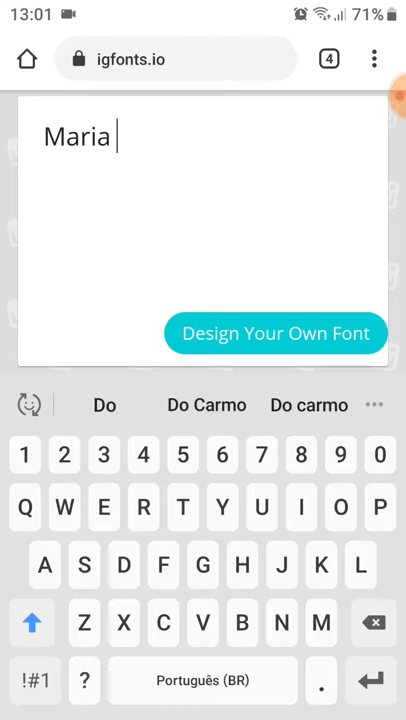 13:01 71%
igfonts.io 4
Maria
Design Your Own Font
Do Do Carmo Do carmo
1 2 3 4 5 6 7 8 9 0
Q W E R T Y U I O P
A S D F G H J K L
Z X C V B N M
!#1 ? Português (BR) .